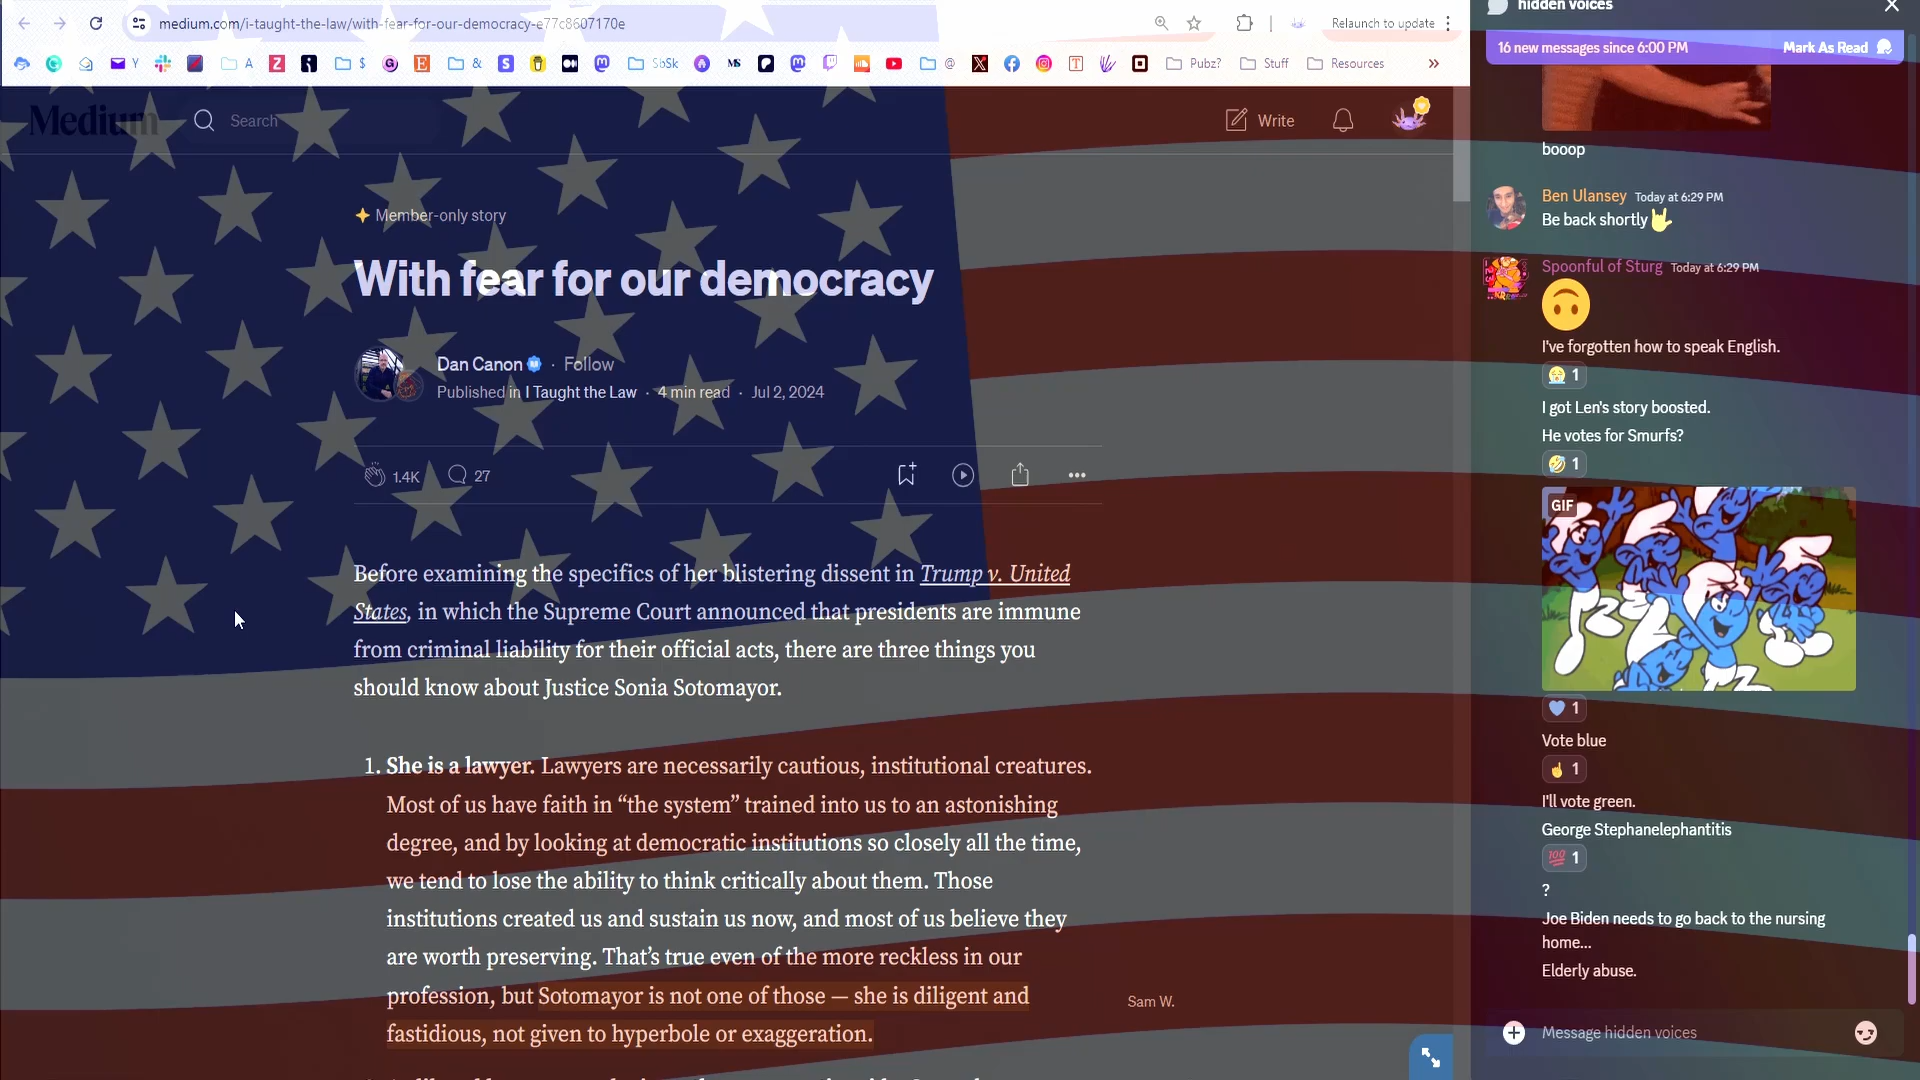 medium.com/i-taught-the-law/with-fear-for-our-democracy-e77c8607170e
Relaunch to update
Y
A
$
&
SbSk
@
Pubz?
Stuff
Resources
Medium
Search
Write
Member-only story
With fear for our democracy
Dan Canon · Follow
Published in I Taught the Law · 4 min read · Jul 2, 2024
1.4K
27
Before examining the specifics of her blistering dissent in Trump v. United
States, in which the Supreme Court announced that presidents are immune
from criminal liability for their official acts, there are three things you
should know about Justice Sonia Sotomayor.
1. She is a lawyer. Lawyers are necessarily cautious, institutional creatures.
Most of us have faith in “the system” trained into us to an astonishing
degree, and by looking at democratic institutions so closely all the time,
we tend to lose the ability to think critically about them. Those
institutions created us and sustain us now, and most of us believe they
are worth preserving. That’s true even of the more reckless in our
profession, but Sotomayor is not one of those — she is diligent and
fastidious, not given to hyperbole or exaggeration.
Sam W.
hidden voices
16 new messages since 6:00 PM
Mark As Read
booop
Ben Ulansey Today at 6:29 PM
Be back shortly
Spoonful of Sturg Today at 6:29 PM
I've forgotten how to speak English.
1
I got Len's story boosted.
He votes for Smurfs?
1
GIF
1
Vote blue
1
I'll vote green.
George Stephanelephantitis
1
?
Joe Biden needs to go back to the nursing
home...
Elderly abuse.
Message hidden voices